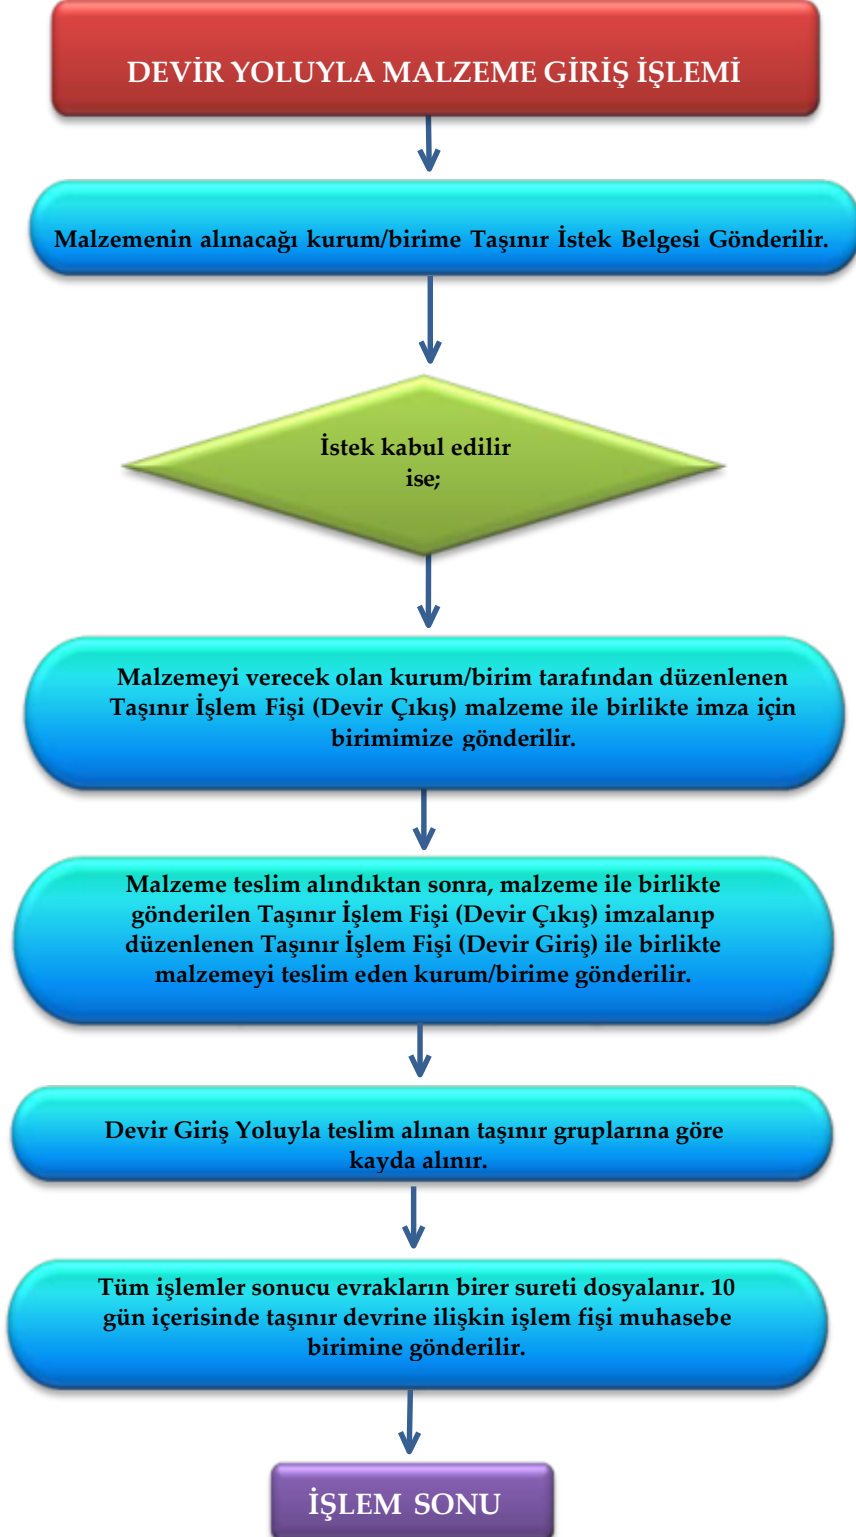 DEVİR YOLUYLA MALZEME GİRİŞ İŞLEMİ
Malzemenin alınacağı kurum/birime Taşınır İstek Belgesi Gönderilir.
İstek kabul edilir
ise;
Malzemeyi verecek olan kurum/birim tarafından düzenlenen
Taşınır İşlem Fişi (Devir Çıkış) malzeme ile birlikte imza için
birimimize gönderilir.
Malzeme teslim alındıktan sonra, malzeme ile birlikte
gönderilen Taşınır İşlem Fişi (Devir Çıkış) imzalanıp
düzenlenen Taşınır İşlem Fişi (Devir Giriş) ile birlikte
malzemeyi teslim eden kurum/birime gönderilir.
Devir Giriş Yoluyla teslim alınan taşınır gruplarına göre
kayda alınır.
Tüm işlemler sonucu evrakların birer sureti dosyalanır. 10
gün içerisinde taşınır devrine ilişkin işlem fişi muhasebe
birimine gönderilir.
İŞLEM SONU